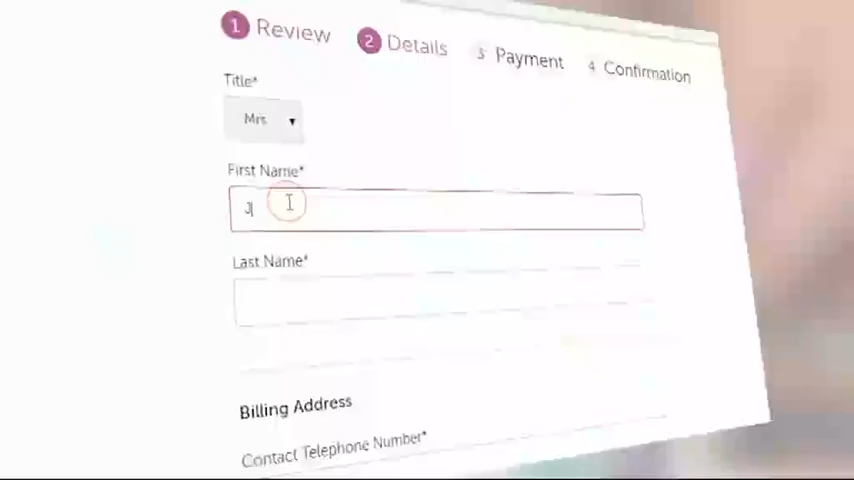 1 Review 2 Details 3 Payment 4 Confirmation
Title*
Mrs
First Name*
J
Last Name*
Billing Address
Contact Telephone Number*